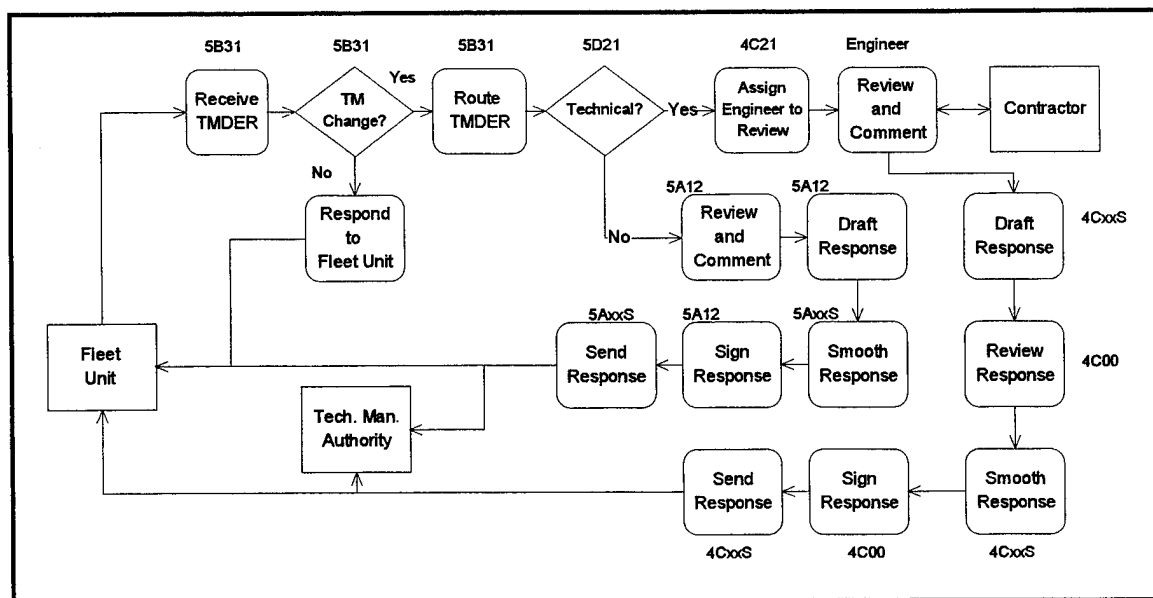 5B31
5B31
5B31
5D21
4C21
Engineer
Receive
TMDER
TM
Change?
Yes
Route
TMDER
Technical?
Yes
Assign
Engineer to
Review
Review
and
Comment
Contractor
No
Respond
to
Fleet Unit
No
5A12
Review
and
Comment
5A12
Draft
Response
4CxxS
Draft
Response
Fleet
Unit
5AxxS
Send
Response
5A12
Sign
Response
5AxxS
Smooth
Response
Review
Response
4C00
Tech. Man.
Authority
Send
Response
Sign
Response
Smooth
Response
4CxxS
4C00
4CxxS